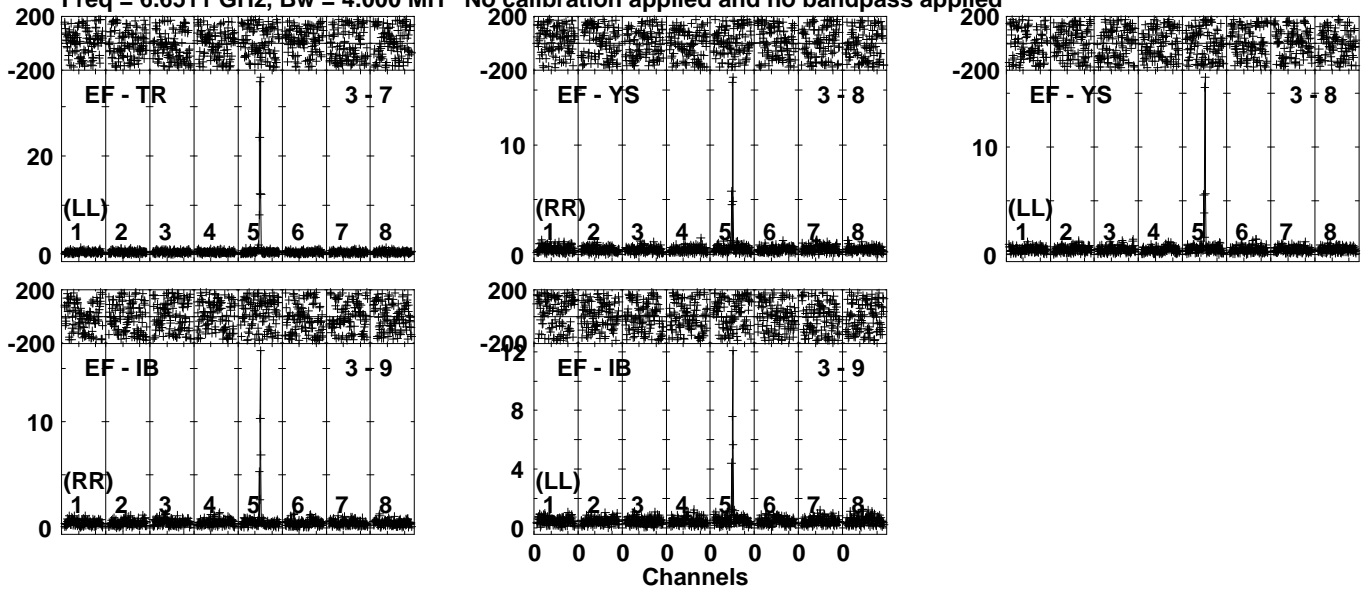 Freq = 6.6511 GHz, Bw = 4.000 MH No calibration applied and no bandpass applied
200 200 200
-200 -200 -200
EF - TR 3 - 7 EF - YS 3 - 8 EF - YS 3 - 8
20 10 10
(LL) (RR) (LL)
1 2 3 4 5 6 7 8 1 2 3 4 5 6 7 8 1 2 3 4 5 6 7 8
0 0 0
200 200
-200 -200
12
EF - IB 3 - 9 EF - IB 3 - 9
10 8
4
(RR) (LL)
1 2 3 4 5 6 7 8 1 2 3 4 5 6 7 8
0 0
0 0 0 0 0 0 0 0
Channels